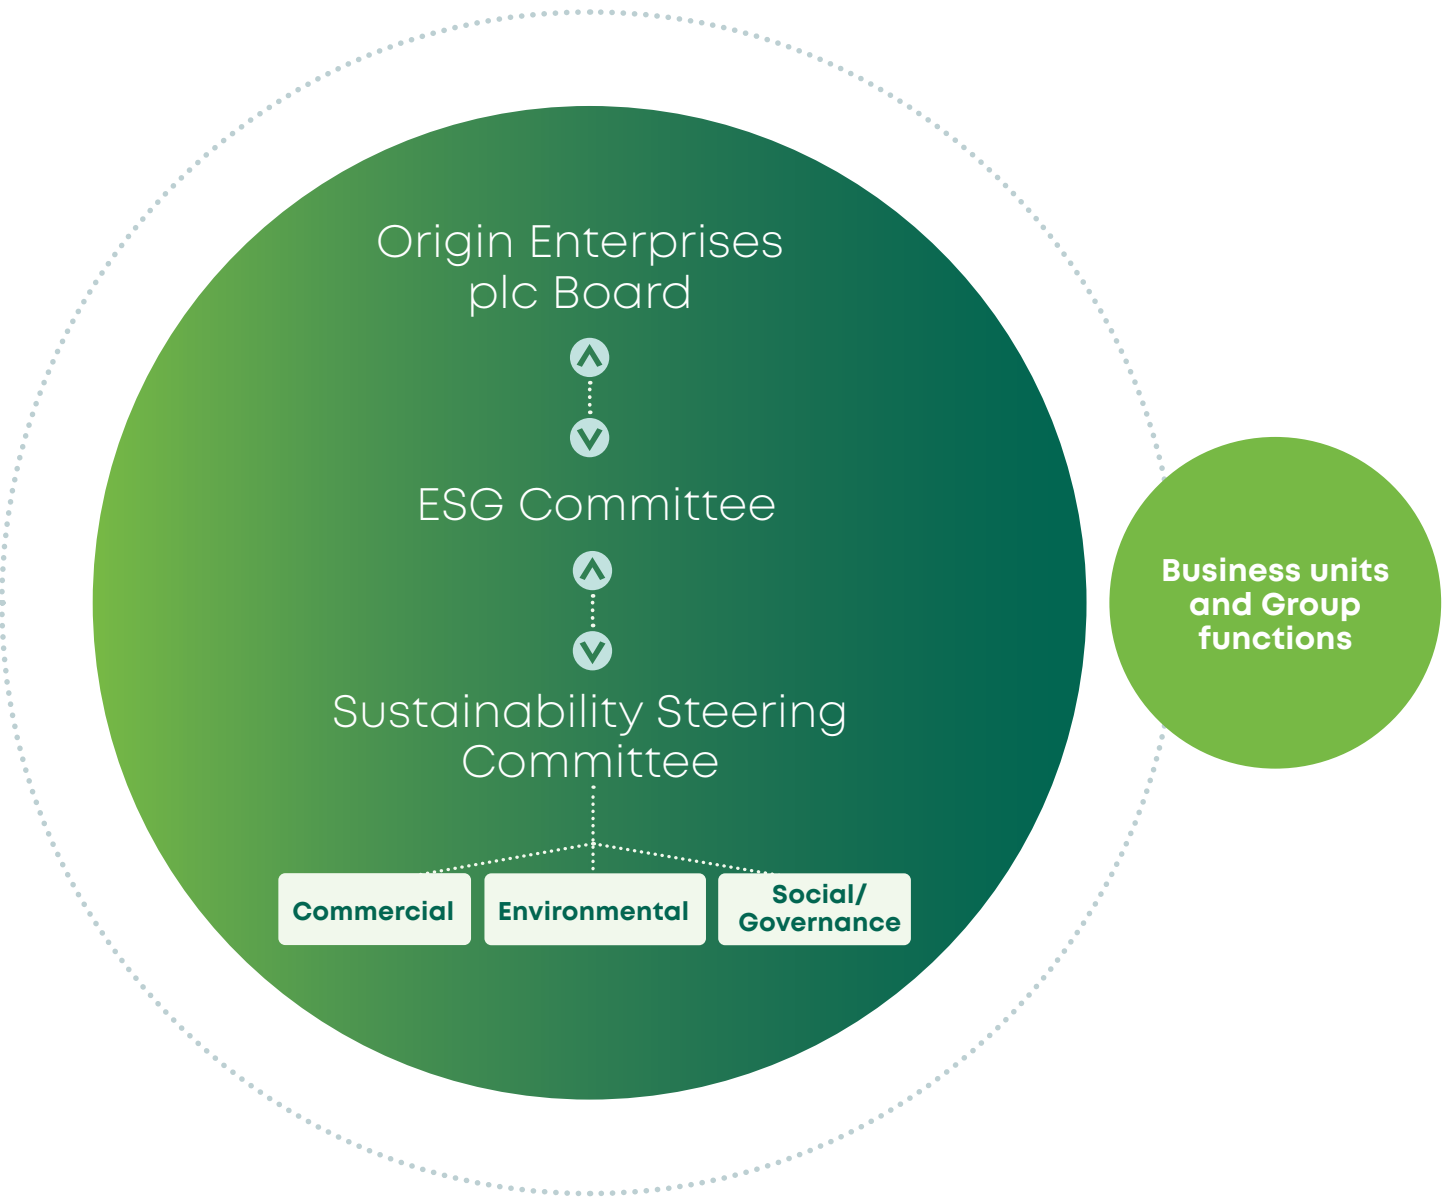 Origin Enterprises
plc Board
ESG Committee
Sustainability Steering
Committee
Commercial
Environmental
Social/
Governance
Business units
and Group
functions